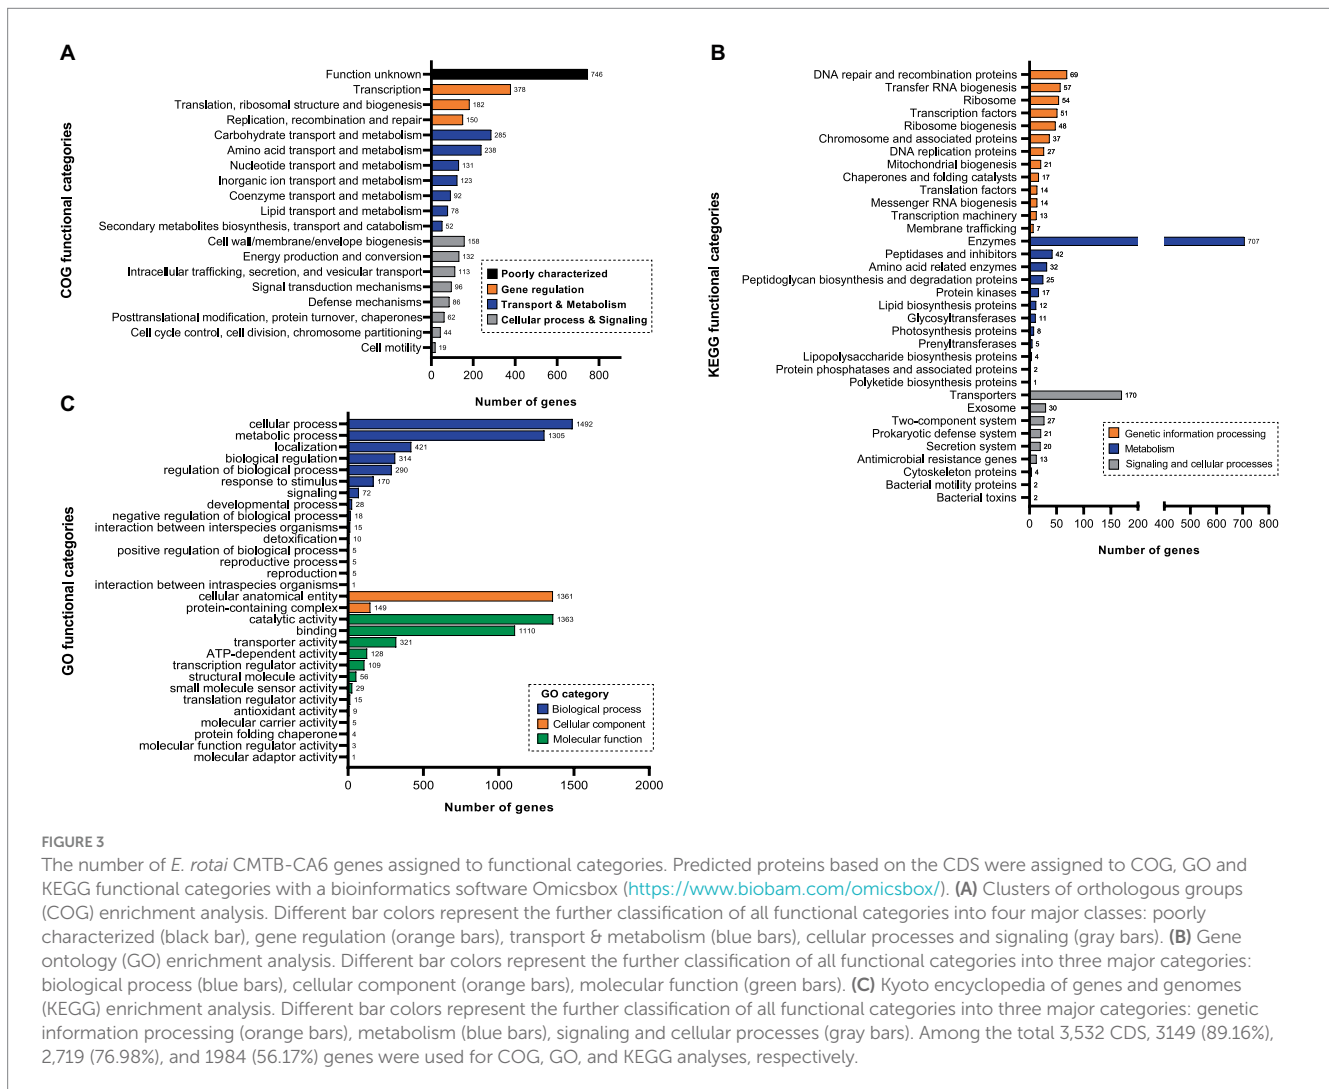 A
COG functional categories
Function unknown 746
Transcription 378
Translation, ribosomal structure and biogenesis 182
Replication, recombination and repair 150
Carbohydrate transport and metabolism 285
Amino acid transport and metabolism 238
Nucleotide transport and metabolism 131
Inorganic ion transport and metabolism 123
Coenzyme transport and metabolism 92
Lipid transport and metabolism 78
Secondary metabolites biosynthesis, transport and catabolism 52
Cell wall/membrane/envelope biogenesis 158
Energy production and conversion 132
Intracellular trafficking, secretion, and vesicular transport 113
Signal transduction mechanisms 96
Defense mechanisms 86
Posttranslational modification, protein turnover, chaperones 62
Cell cycle control, cell division, chromosome partitioning 44
Cell motility 19
Poorly characterized
Gene regulation
Transport & Metabolism
Cellular process & Signaling
0 200 400 600 800
Number of genes
B
KEGG functional categories
DNA repair and recombination proteins 69
Transfer RNA biogenesis 57
Ribosome 54
Transcription factors 51
Ribosome biogenesis 48
Chromosome and associated proteins 37
DNA replication proteins 27
Mitochondrial biogenesis 21
Chaperones and folding catalysts 17
Translation factors 14
Messenger RNA biogenesis 14
Transcription machinery 13
Membrane trafficking 7
Enzymes 707
Peptidases and inhibitors 42
Amino acid related enzymes 32
Peptidoglycan biosynthesis and degradation proteins 25
Protein kinases 17
Lipid biosynthesis proteins 12
Glycosyltransferases 11
Photosynthesis proteins 8
Prenyltransferases 5
Lipopolysaccharide biosynthesis proteins 4
Protein phosphatases and associated proteins 2
Polyketide biosynthesis proteins 1
Transporters 170
Exosome 30
Two-component system 27
Prokaryotic defense system 21
Secretion system 20
Antimicrobial resistance genes 13
Cytoskeleton proteins 4
Bacterial motility proteins 2
Bacterial toxins 2
Genetic information processing
Metabolism
Signaling and cellular processes
0 50 100 150 200 400 500 600 700 800
Number of genes
C
GO functional categories
cellular process 1492
metabolic process 1305
localization 421
biological regulation 314
regulation of biological process 290
response to stimulus 170
signaling 72
developmental process 28
negative regulation of biological process 18
interaction between interspecies organisms 15
detoxification 10
positive regulation of biological process 5
reproductive process 5
reproduction 5
interaction between intraspecies organisms 1
cellular anatomical entity 1361
protein-containing complex 149
catalytic activity 1363
binding 1110
transporter activity 321
ATP-dependent activity 128
transcription regulator activity 109
structural molecule activity 56
small molecule sensor activity 29
translation regulator activity 15
antioxidant activity 9
molecular carrier activity 5
protein folding chaperone 4
molecular function regulator activity 3
molecular adaptor activity 1
GO category
Biological process
Cellular component
Molecular function
0 500 1000 1500 2000
Number of genes
FIGURE 3
The number of E. rotai CMTB-CA6 genes assigned to functional categories. Predicted proteins based on the CDS were assigned to COG, GO and
KEGG functional categories with a bioinformatics software Omicsbox (https://www.biobam.com/omicsbox/). (A) Clusters of orthologous groups
(COG) enrichment analysis. Different bar colors represent the further classification of all functional categories into four major classes: poorly
characterized (black bar), gene regulation (orange bars), transport & metabolism (blue bars), cellular processes and signaling (gray bars). (B) Gene
ontology (GO) enrichment analysis. Different bar colors represent the further classification of all functional categories into three major categories:
biological process (blue bars), cellular component (orange bars), molecular function (green bars). (C) Kyoto encyclopedia of genes and genomes
(KEGG) enrichment analysis. Different bar colors represent the further classification of all functional categories into three major categories: genetic
information processing (orange bars), metabolism (blue bars), signaling and cellular processes (gray bars). Among the total 3,532 CDS, 3149 (89.16%),
2,719 (76.98%), and 1984 (56.17%) genes were used for COG, GO, and KEGG analyses, respectively.